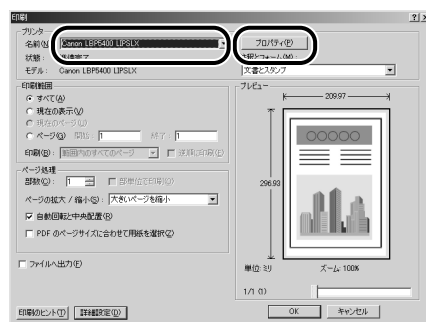 印刷
プリンタ
名前(N): Canon LBP5400 LIPSLX プロパティ(P)
状態: 準備完了 注釈とフォーム(M):
モデル: Canon LBP5400 LIPSLX 文書とスタンプ
印刷範囲 プレビュー
すべて(A) 209.97
現在の表示(V)
現在のページ(U)
ページ(G) 開始: 1 終了: 1
印刷(B): 範囲内のすべてのページ 逆順に印刷(E)
ページ処理
部数(C): 1 部単位で印刷(O) 296.93
ページの拡大 / 縮小(S): 大きいページを縮小
自動回転と中央配置(R)
PDF のページサイズに合わせて用紙を選択(Z)
ファイルへ出力(F) 単位: ミリ ズーム: 100%
1/1 (1)
印刷のヒント(T) 詳細設定(D) OK キャンセル